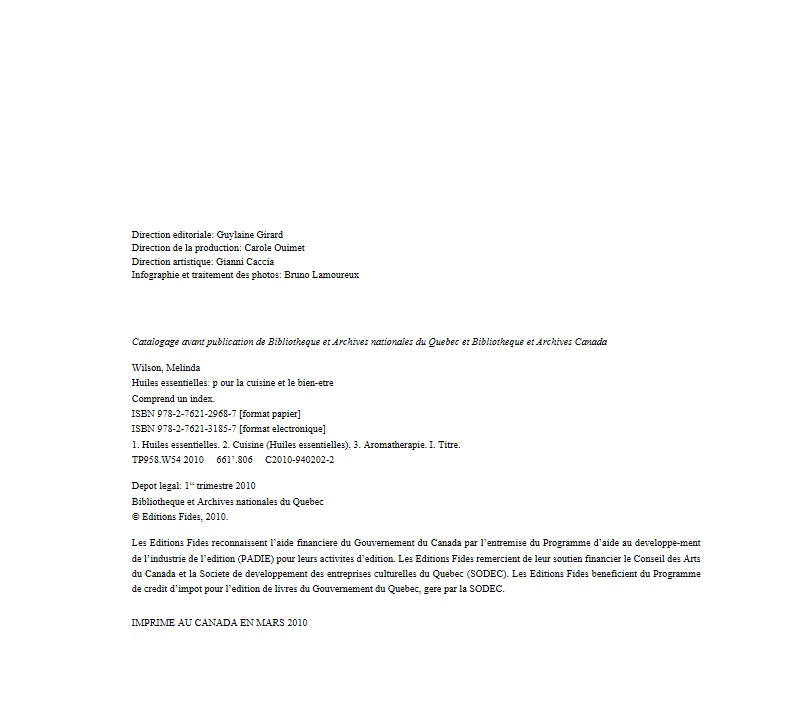 Direction editoriale: Guylaine Girard
Direction de la production: Carole Ouimet
Direction artistique: Gianni Caccia
Infographie et traitement des photos: Bruno Lamoureux
Catalogage avant publication de Bibliotheque et Archives nationales du Quebec et Bibliotheque et Archives Canada
Wilson, Melinda
Huiles essentielles: p our la cuisine et le bien-etre
Comprend un index.
ISBN 978-2-7621-2968-7 [format papier]
ISBN 978-2-7621-3185-7 [format electronique]
1. Huiles essentielles. 2. Cuisine (Huiles essentielles). 3. Aromatherapie. I. Titre.
TP958.W54 2010 661'.806 C2010-940202-2
Depot legal: 1er trimestre 2010
Bibliotheque et Archives nationales du Quebec
© Editions Fides, 2010.
Les Editions Fides reconnaissent l'aide financiere du Gouvernement du Canada par l'entremise du Programme d'aide au developpe-ment
de l'industrie de l'edition (PADIE) pour leurs activites d'edition. Les Editions Fides remercient de leur soutien financier le Conseil des Arts
du Canada et la Societe de developpement des entreprises culturelles du Quebec (SODEC). Les Editions Fides beneficient du Programme
de credit d'impot pour l'edition de livres du Gouvernement du Quebec, gere par la SODEC.
IMPRIME AU CANADA EN MARS 2010